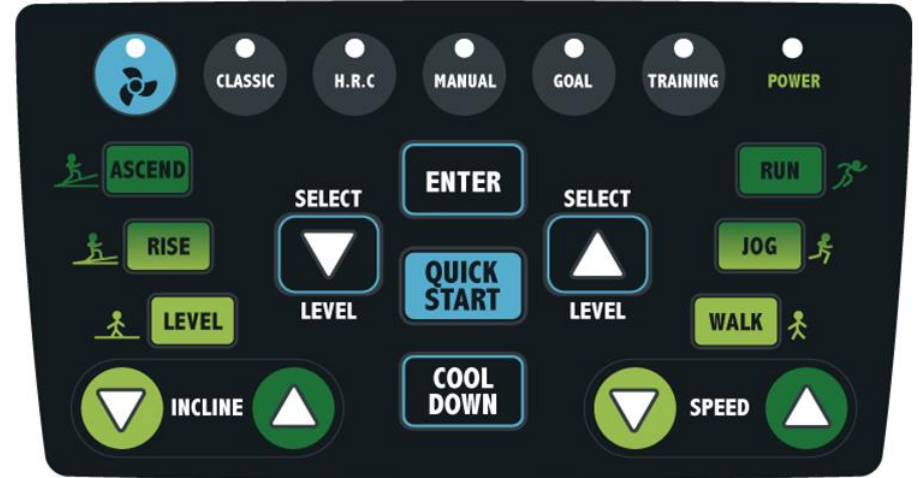 CLASSIC
H.R.C
MANUAL
GOAL
TRAINING
POWER
ASCEND
ENTER
RUN
SELECT
SELECT
RISE
QUICK
START
JOG
LEVEL
LEVEL
LEVEL
WALK
INCLINE
COOL
DOWN
SPEED